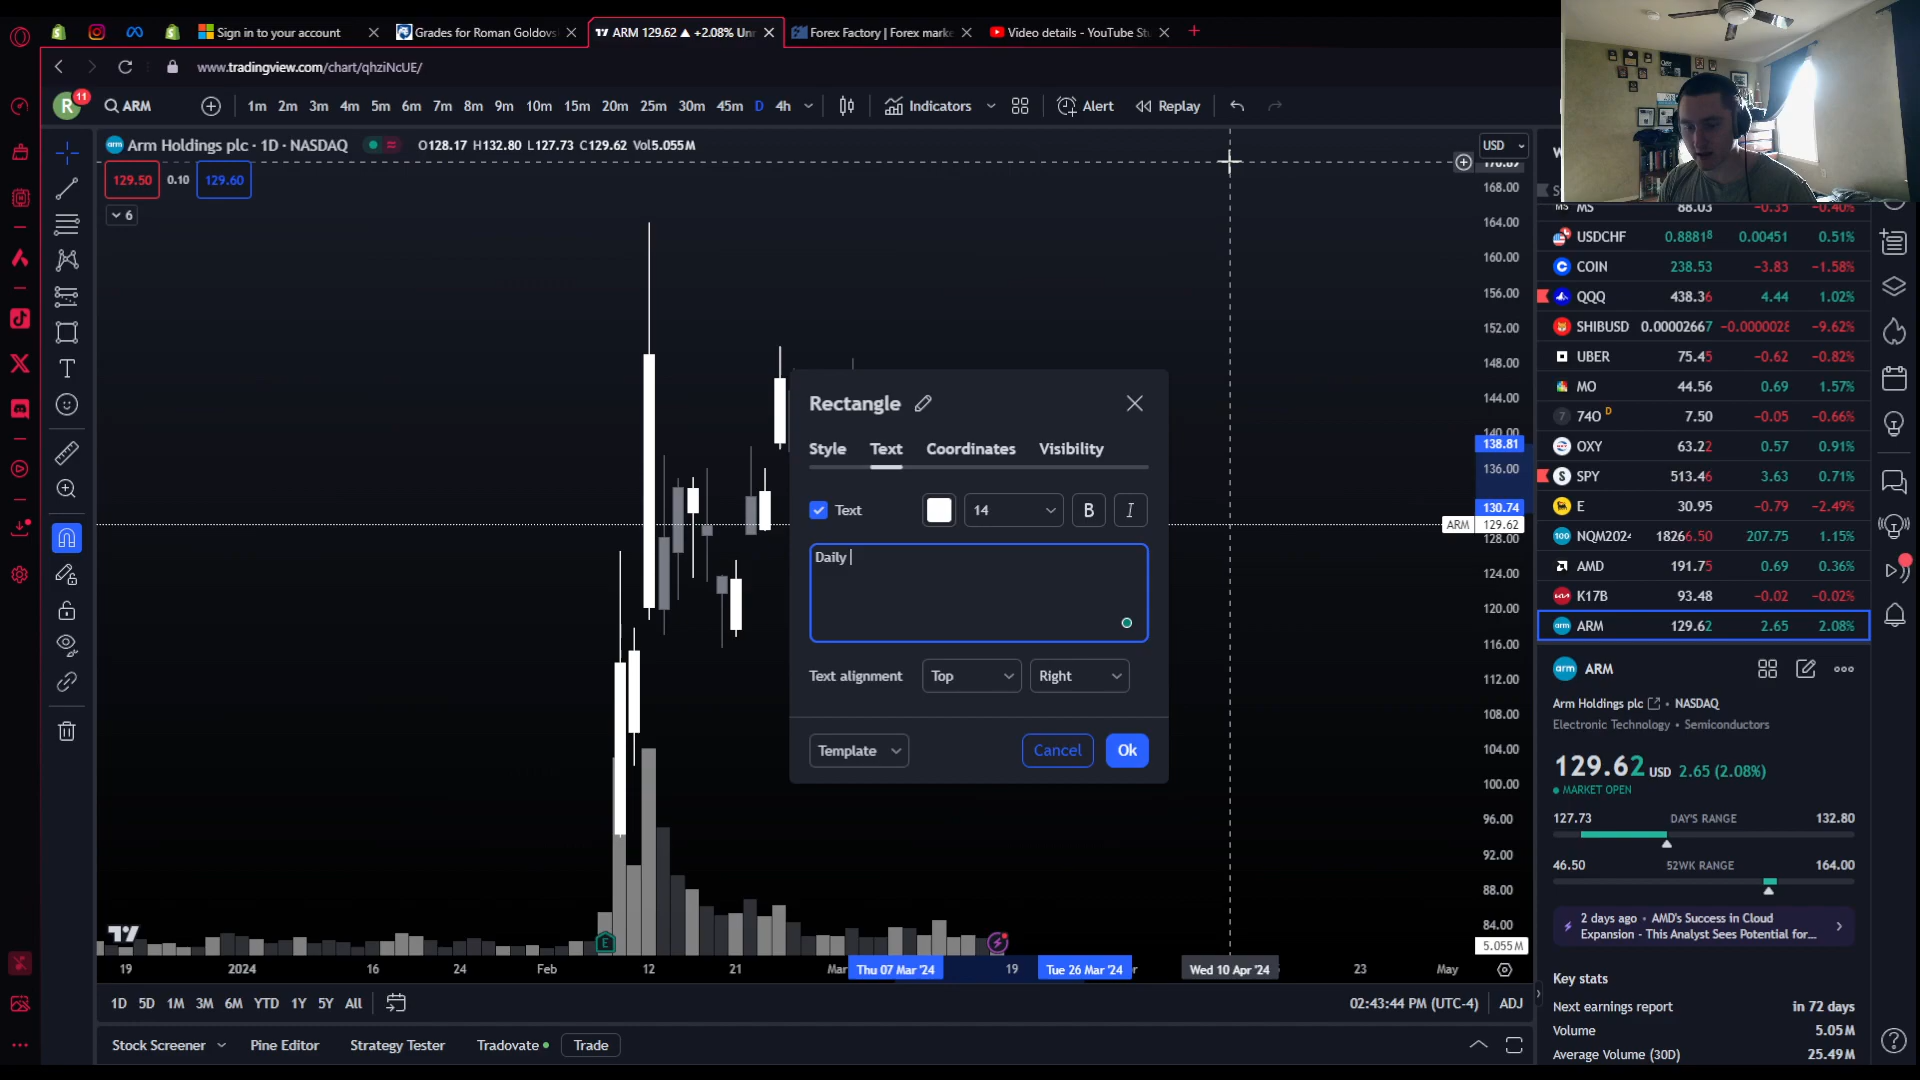 Sign in to your account
Grades for Roman Goldovs
ARM 129.62 ▲ +2.08% Unn
Forex Factory | Forex marke
Video details - YouTube St
www.tradingview.com/chart/qhziNcUE/
R 11 ARM 1m 2m 3m 4m 5m 6m 7m 8m 9m 10m 15m 20m 25m 30m 45m D 4h Indicators Alert Replay
Arm Holdings plc · 1D · NASDAQ O128.17 H132.80 L127.73 C129.62 Vol5.055M
129.50 0.10 129.60
6
USD
168.00
164.00
160.00
156.00
152.00
148.00
144.00
140.00
138.81
136.00
130.74
ARM 129.62
128.00
124.00
120.00
116.00
112.00
108.00
104.00
100.00
96.00
92.00
88.00
84.00
5.055M
Rectangle
Style Text Coordinates Visibility
Text 14 B I
Daily
Text alignment Top Right
Template Cancel Ok
19 2024 16 24 Feb 12 21 Mar Thu 07 Mar '24 19 Tue 26 Mar '24 Wed 10 Apr '24 23 May
1D 5D 1M 3M 6M YTD 1Y 5Y All 02:43:44 PM (UTC-4) ADJ
Stock Screener Pine Editor Strategy Tester Tradovate Trade
MS 88.03 −0.35 −0.40%
USDCHF 0.88818 0.00451 0.51%
COIN 238.53 −3.83 −1.58%
QQQ 438.36 4.44 1.02%
SHIBUSD 0.00002667 −0.0000028 −9.62%
UBER 75.45 −0.62 −0.82%
MO 44.56 0.69 1.57%
740 D 7.50 −0.05 −0.66%
OXY 63.22 0.57 0.91%
SPY 513.46 3.63 0.71%
E 30.95 −0.79 −2.49%
NQM2024 18266.50 207.75 1.15%
AMD 191.75 0.69 0.36%
K17B 93.48 −0.02 −0.02%
ARM 129.62 2.65 2.08%
arm ARM
Arm Holdings plc • NASDAQ
Electronic Technology • Semiconductors
129.62 USD 2.65 (2.08%)
MARKET OPEN
127.73 DAY'S RANGE 132.80
46.50 52WK RANGE 164.00
2 days ago • AMD's Success in Cloud
Expansion - This Analyst Sees Potential for...
Key stats
Next earnings report in 72 days
Volume 5.05M
Average Volume (30D) 25.49M